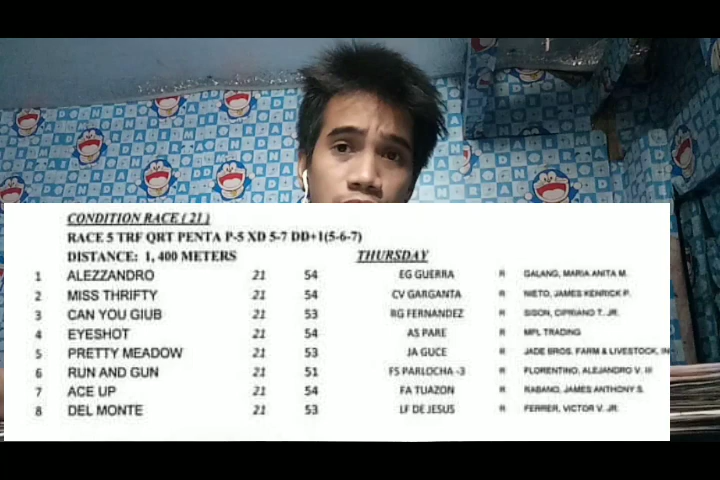 CONDITION RACE ( 21 )
RACE 5 TRF QRT PENTA P-5 XD 5-7 DD+1(5-6-7)
DISTANCE: 1, 400 METERS THURSDAY
1 ALEZZANDRO 21 54 EG GUERRA R GALANG, MARIA ANITA M.
2 MISS THRIFTY 21 54 CV GARGANTA R NIETO, JAMES KENRICK P.
3 CAN YOU GIUB 21 53 RG FERNANDEZ R SISON, CIPRIANO T. JR.
4 EYESHOT 21 54 AS PARE R MPL TRADING
5 PRETTY MEADOW 21 53 JA GUCE R JADE BROS. FARM & LIVESTOCK, IN
6 RUN AND GUN 21 51 FS PARLOCHA -3 R FLORENTINO, ALEJANDRO V. III
7 ACE UP 21 54 FA TUAZON R RABANO, JAMES ANTHONY S.
8 DEL MONTE 21 53 LF DE JESUS R FERRER, VICTOR V. JR.